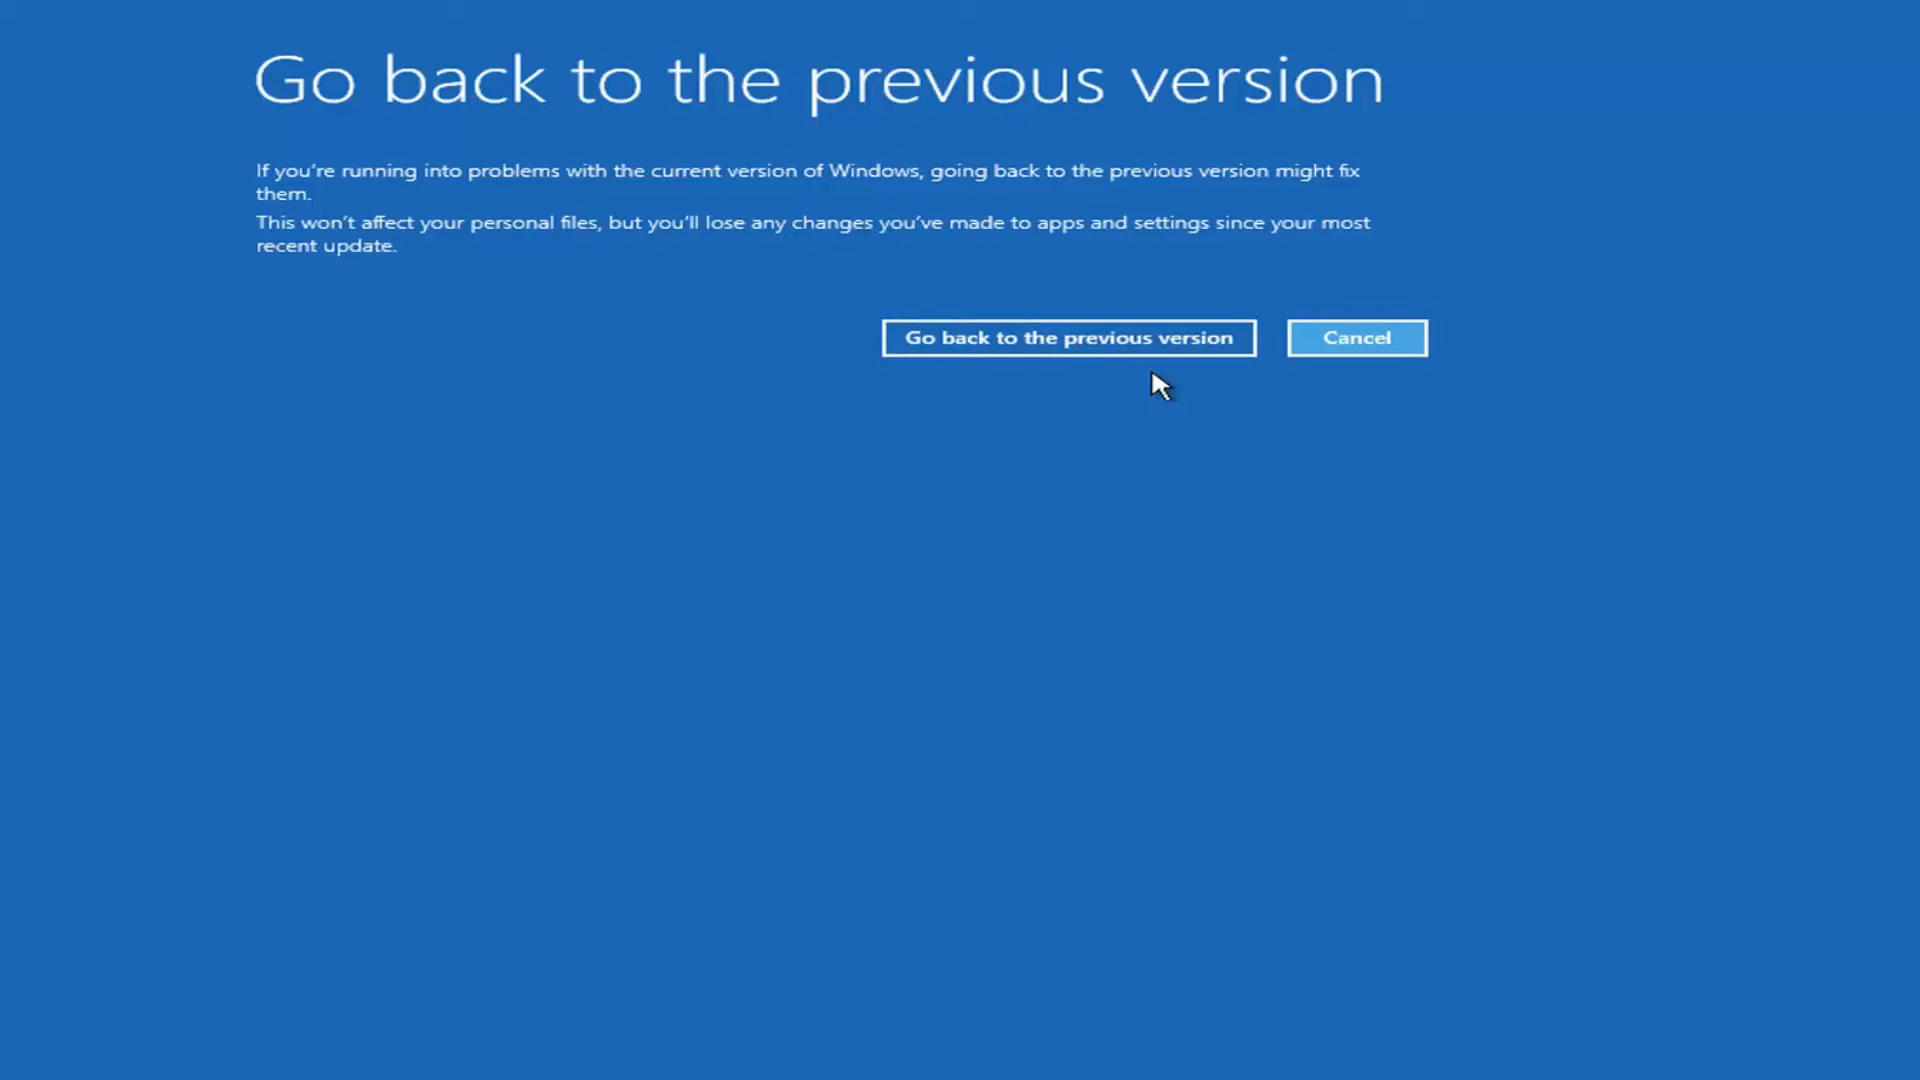 Go back to the previous version
If you’re running into problems with the current version of Windows, going back to the previous version might fix
them.
This won’t affect your personal files, but you’ll lose any changes you’ve made to apps and settings since your most
recent update.
Go back to the previous version
Cancel